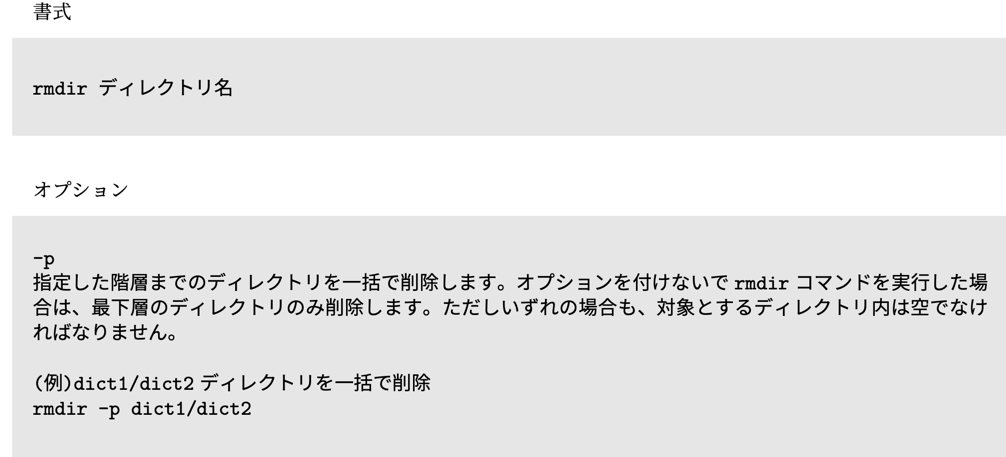 書式
rmdir ディレクトリ名
オプション
-p
指定した階層までのディレクトリを一括で削除します。オプションを付けないで rmdir コマンドを実行した場
合は、最下層のディレクトリのみ削除します。ただしいずれの場合も、対象とするディレクトリ内は空でなけ
ればなりません。
(例)dict1/dict2 ディレクトリを一括で削除
rmdir -p dict1/dict2